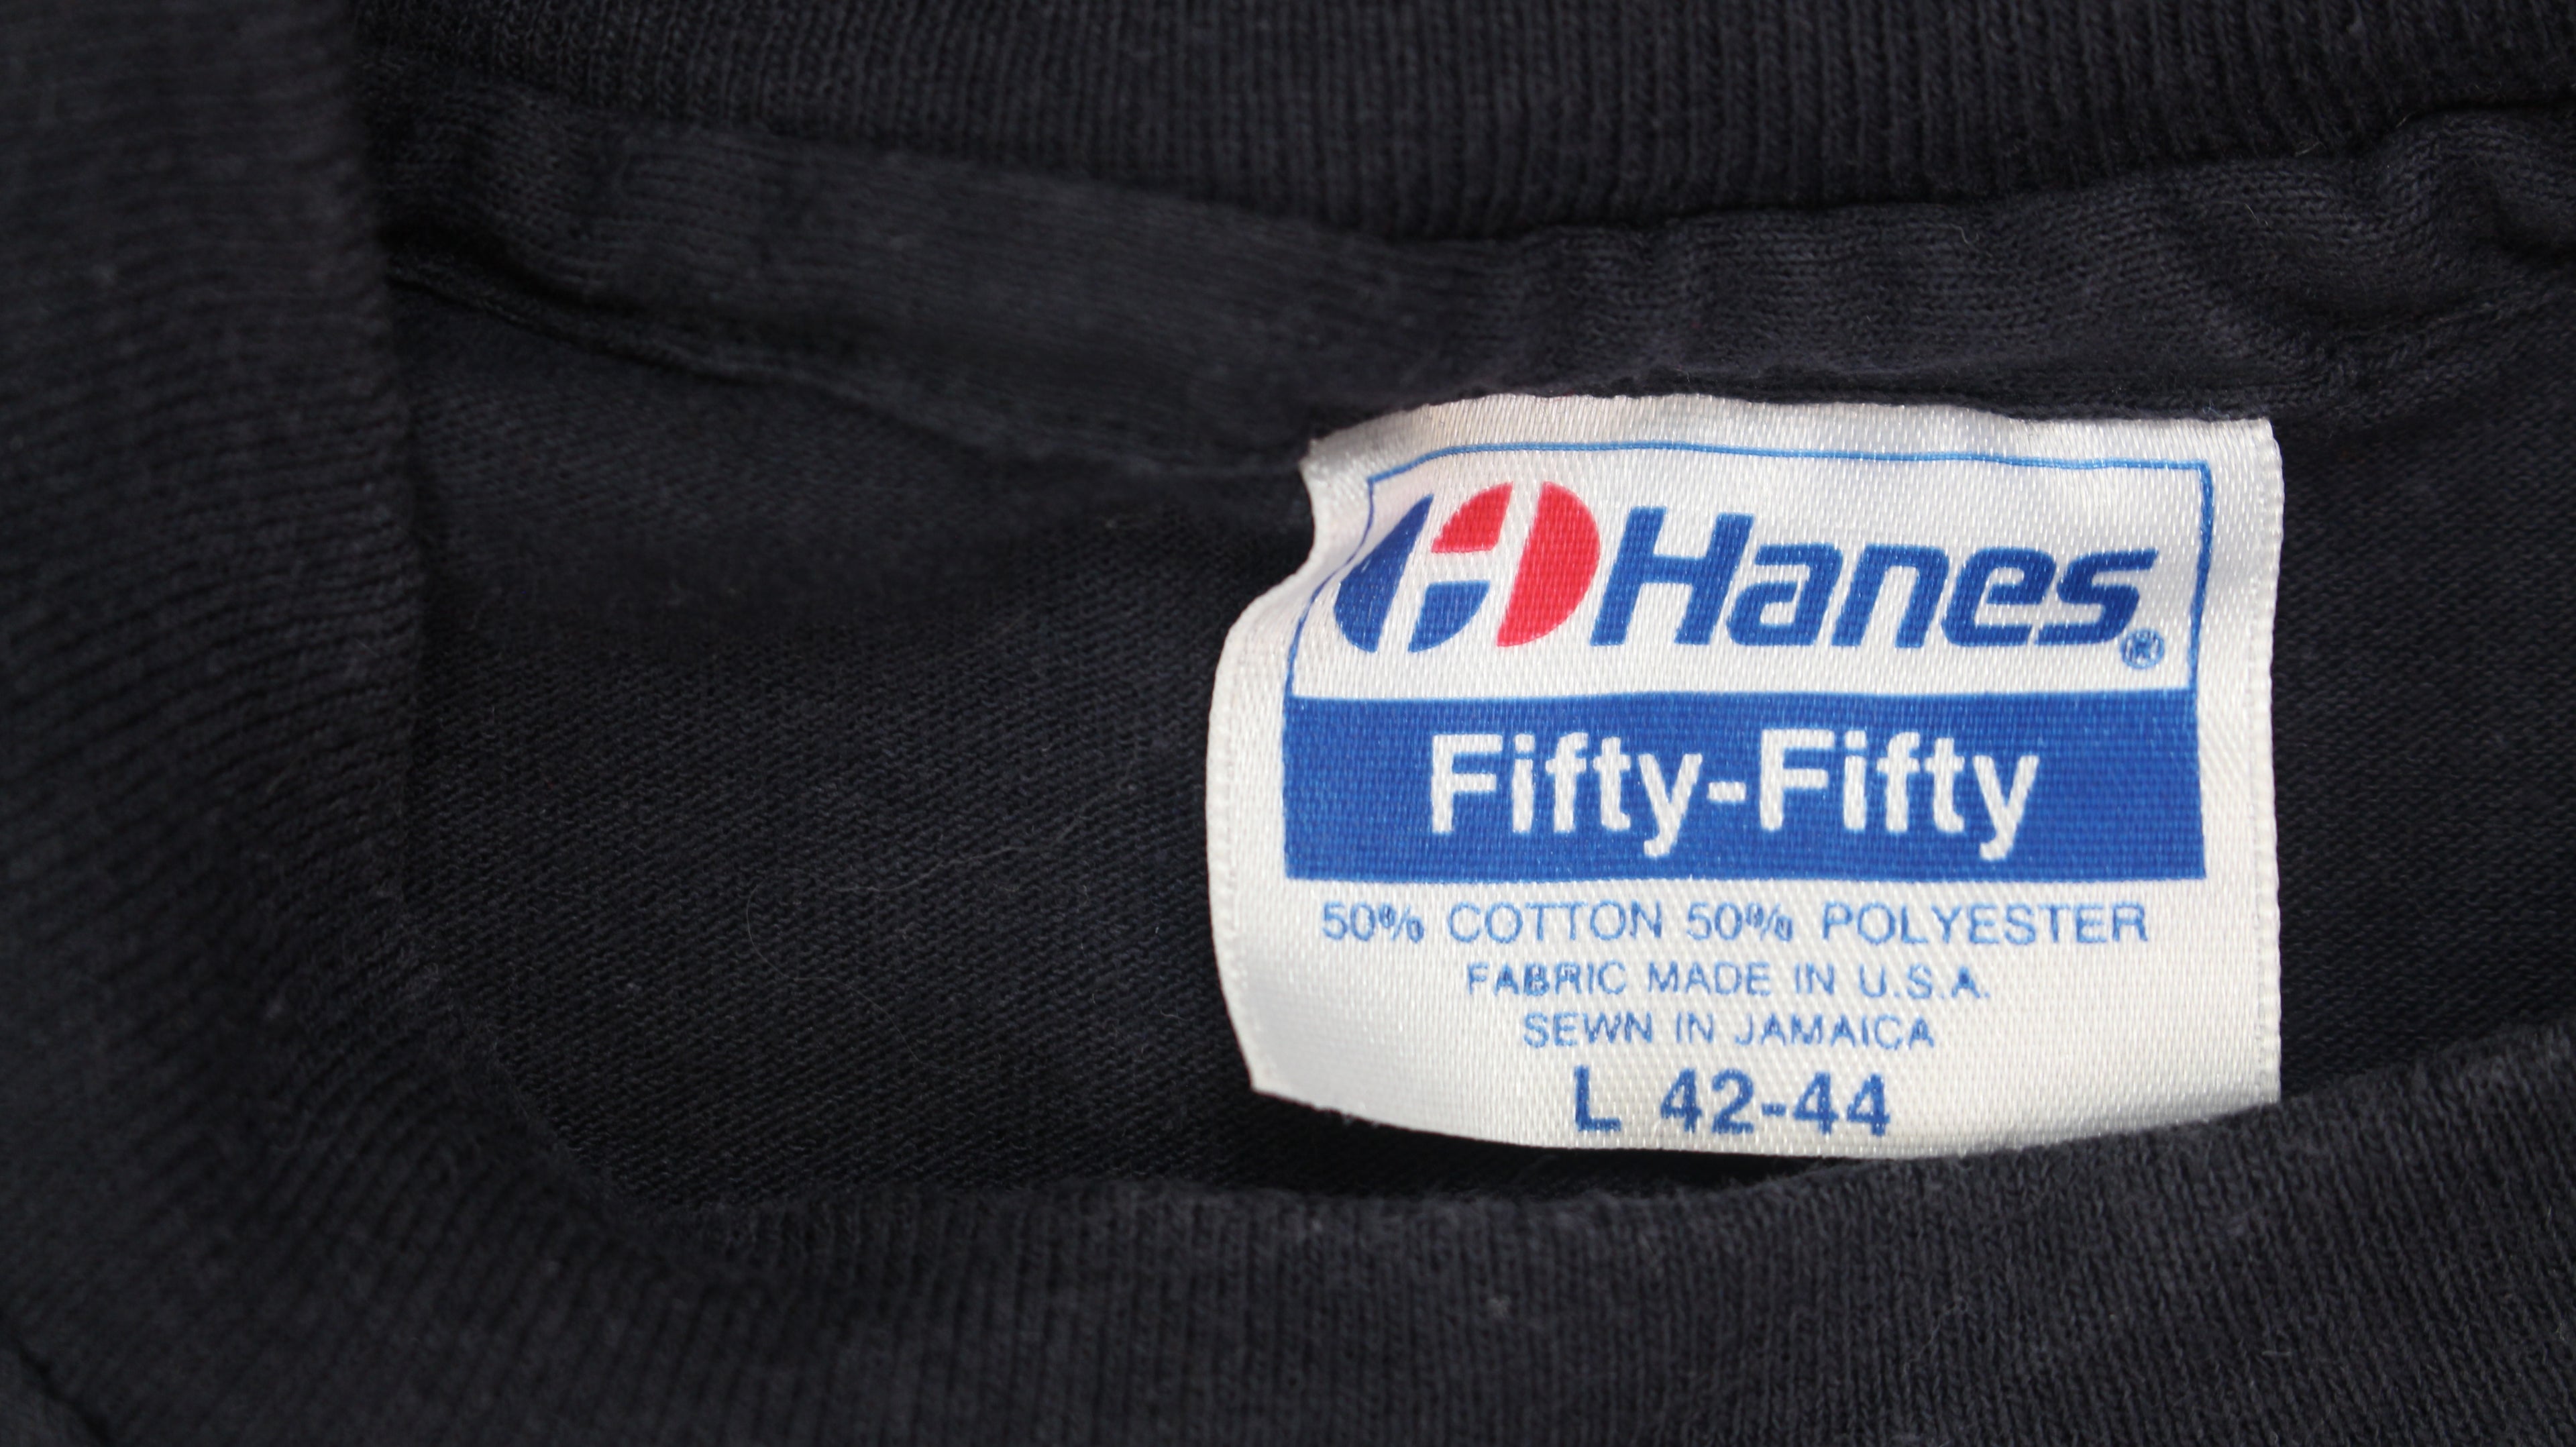 Hanes®
Fifty-Fifty
50% COTTON 50% POLYESTER
FABRIC MADE IN U.S.A.
SEWN IN JAMAICA
L 42-44